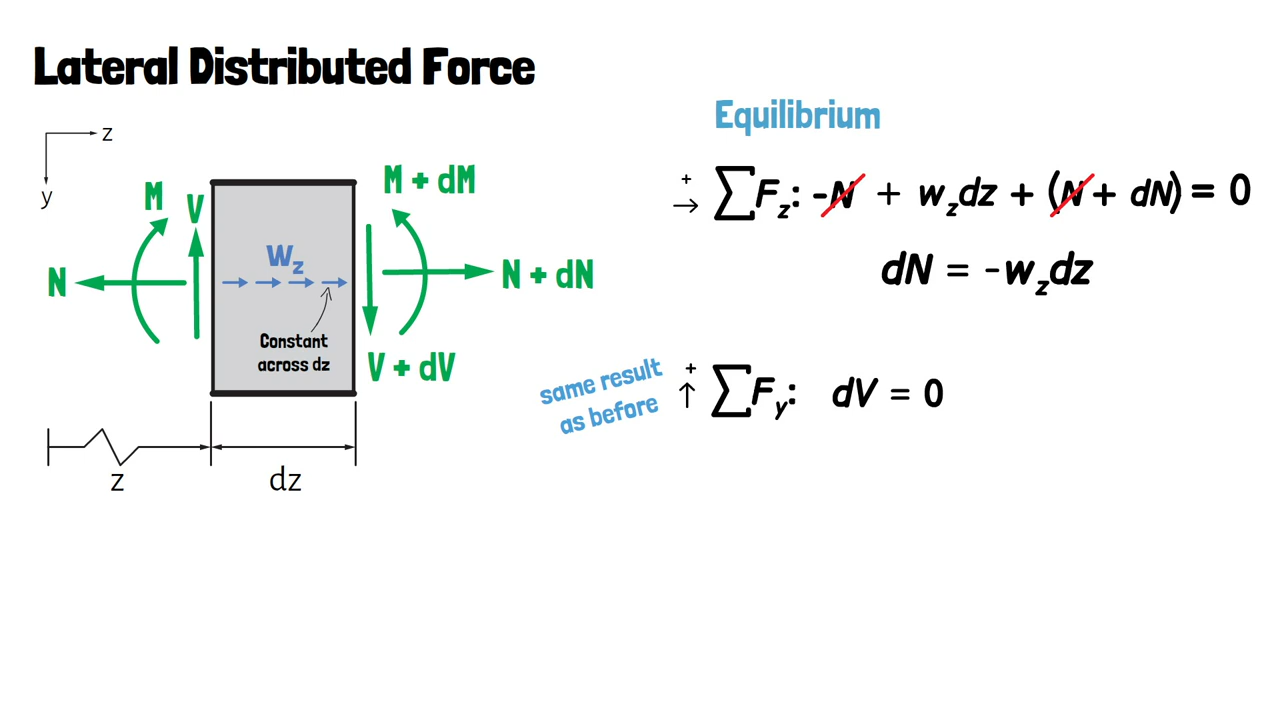 Lateral Distributed Force
Equilibrium
z
y
M
V
N
M + dM
N + dN
V + dV
Wz
Constant
across dz
z
dz
+
→ ∑Fz: -N + wzdz + (N + dN) = 0
dN = -wzdz
same result
as before
+
↑ ∑Fy: dV = 0